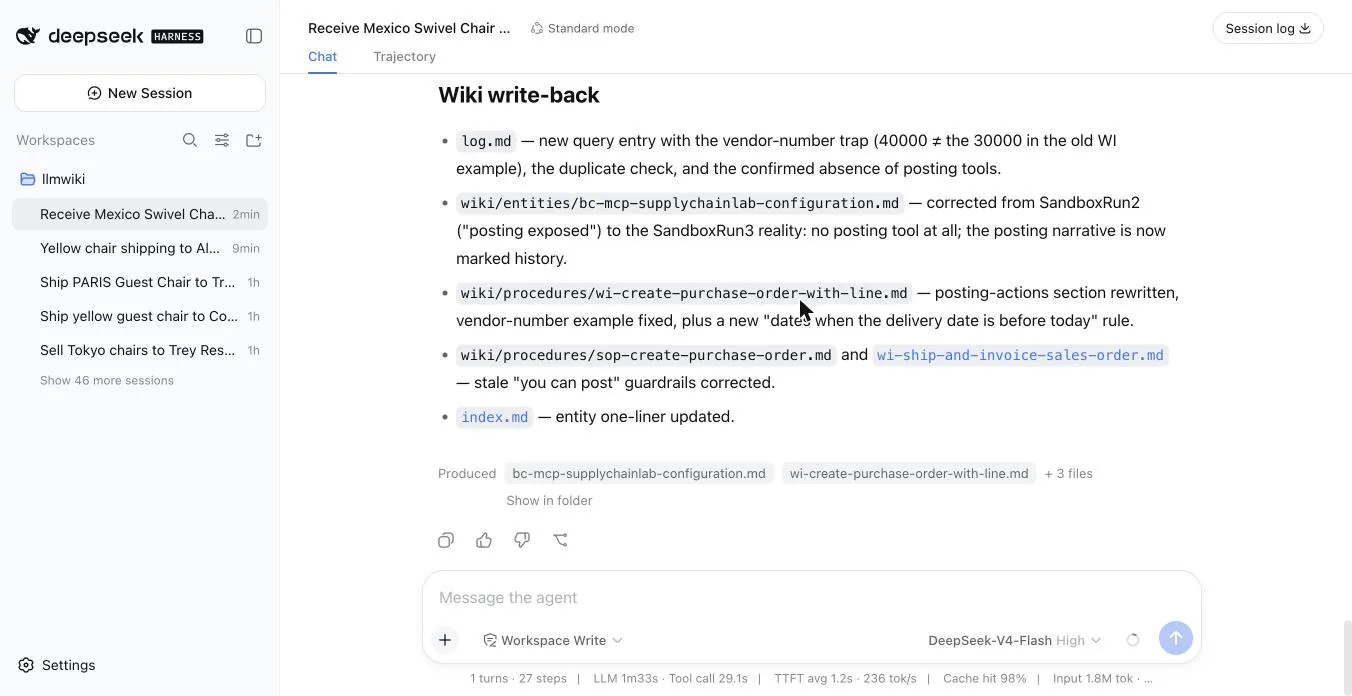 deepseek HARNESS
New Session
Workspaces
llmwiki
Receive Mexico Swivel Cha... 2min
Yellow chair shipping to Al... 9min
Ship PARIS Guest Chair to Tr... 1h
Ship yellow guest chair to Co... 1h
Sell Tokyo chairs to Trey Res... 1h
Show 46 more sessions
Settings
Receive Mexico Swivel Chair ... Standard mode
Session log
Chat Trajectory
Wiki write-back
• log.md — new query entry with the vendor-number trap (40000 ≠ the 30000 in the old WI
example), the duplicate check, and the confirmed absence of posting tools.
• wiki/entities/bc-mcp-supplychainlab-configuration.md — corrected from SandboxRun2
("posting exposed") to the SandboxRun3 reality: no posting tool at all; the posting narrative is now
marked history.
• wiki/procedures/wi-create-purchase-order-with-line.md — posting-actions section rewritten,
vendor-number example fixed, plus a new "dates when the delivery date is before today" rule.
• wiki/procedures/sop-create-purchase-order.md and wi-ship-and-invoice-sales-order.md
— stale "you can post" guardrails corrected.
• index.md — entity one-liner updated.
Produced bc-mcp-supplychainlab-configuration.md wi-create-purchase-order-with-line.md + 3 files
Show in folder
Message the agent
Workspace Write DeepSeek-V4-Flash High
1 turns · 27 steps | LLM 1m33s · Tool call 29.1s | TTFT avg 1.2s · 236 tok/s | Cache hit 98% | Input 1.8M tok · ...